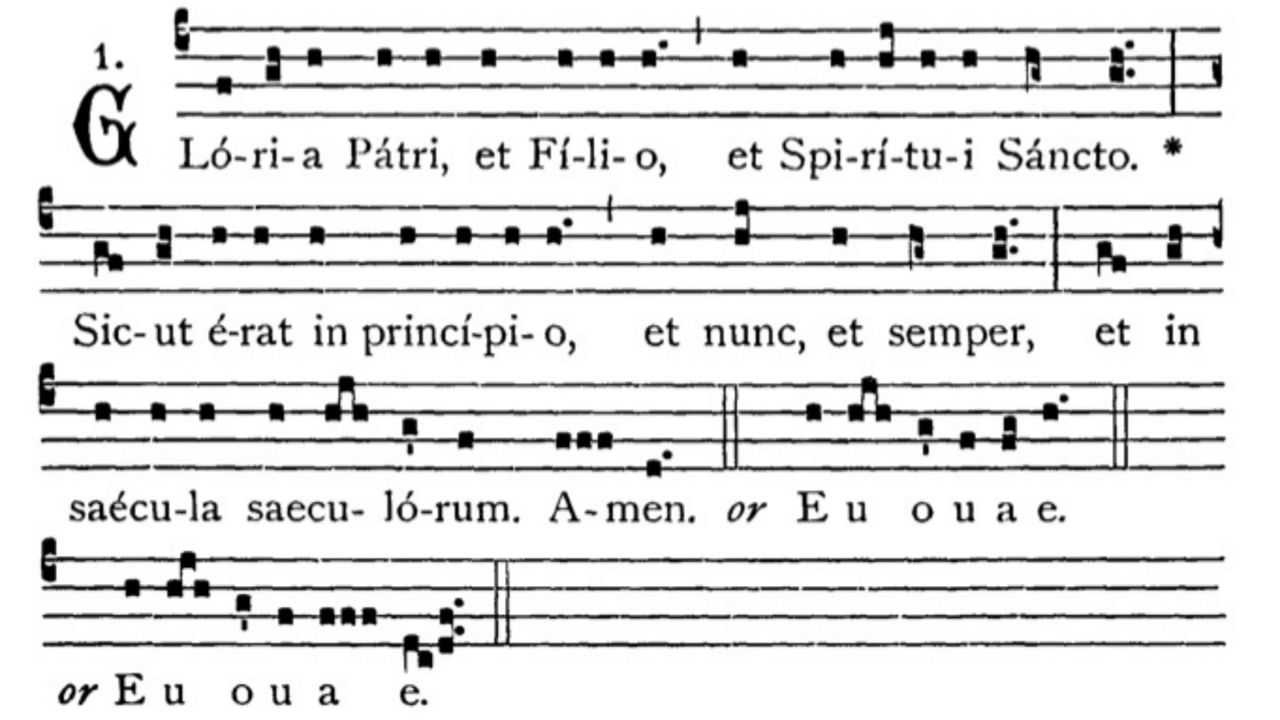 1.
GLó-ri-a Pátri, et Fí-li-o, et Spi-rí-tu-i Sáncto. *
Sic-ut é-rat in princí-pi-o, et nunc, et semper, et in
saécu-la saecu-ló-rum. A-men. or E u o u a e.
or E u o u a e.